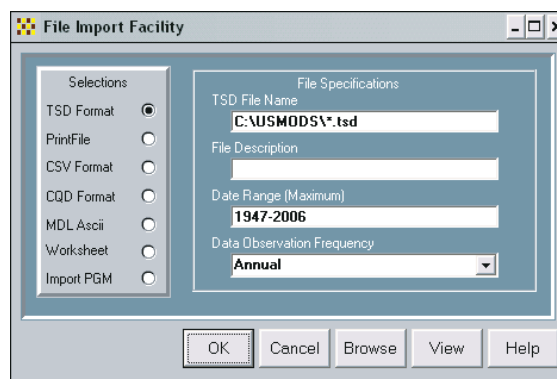 File Import Facility
Selections
TSD Format
PrintFile
CSV Format
CQD Format
MDL Ascii
Worksheet
Import PGM
File Specifications
TSD File Name
C:\USMODS\*.tsd
File Description
Date Range (Maximum)
1947-2006
Data Observation Frequency
Annual
OK
Cancel
Browse
View
Help